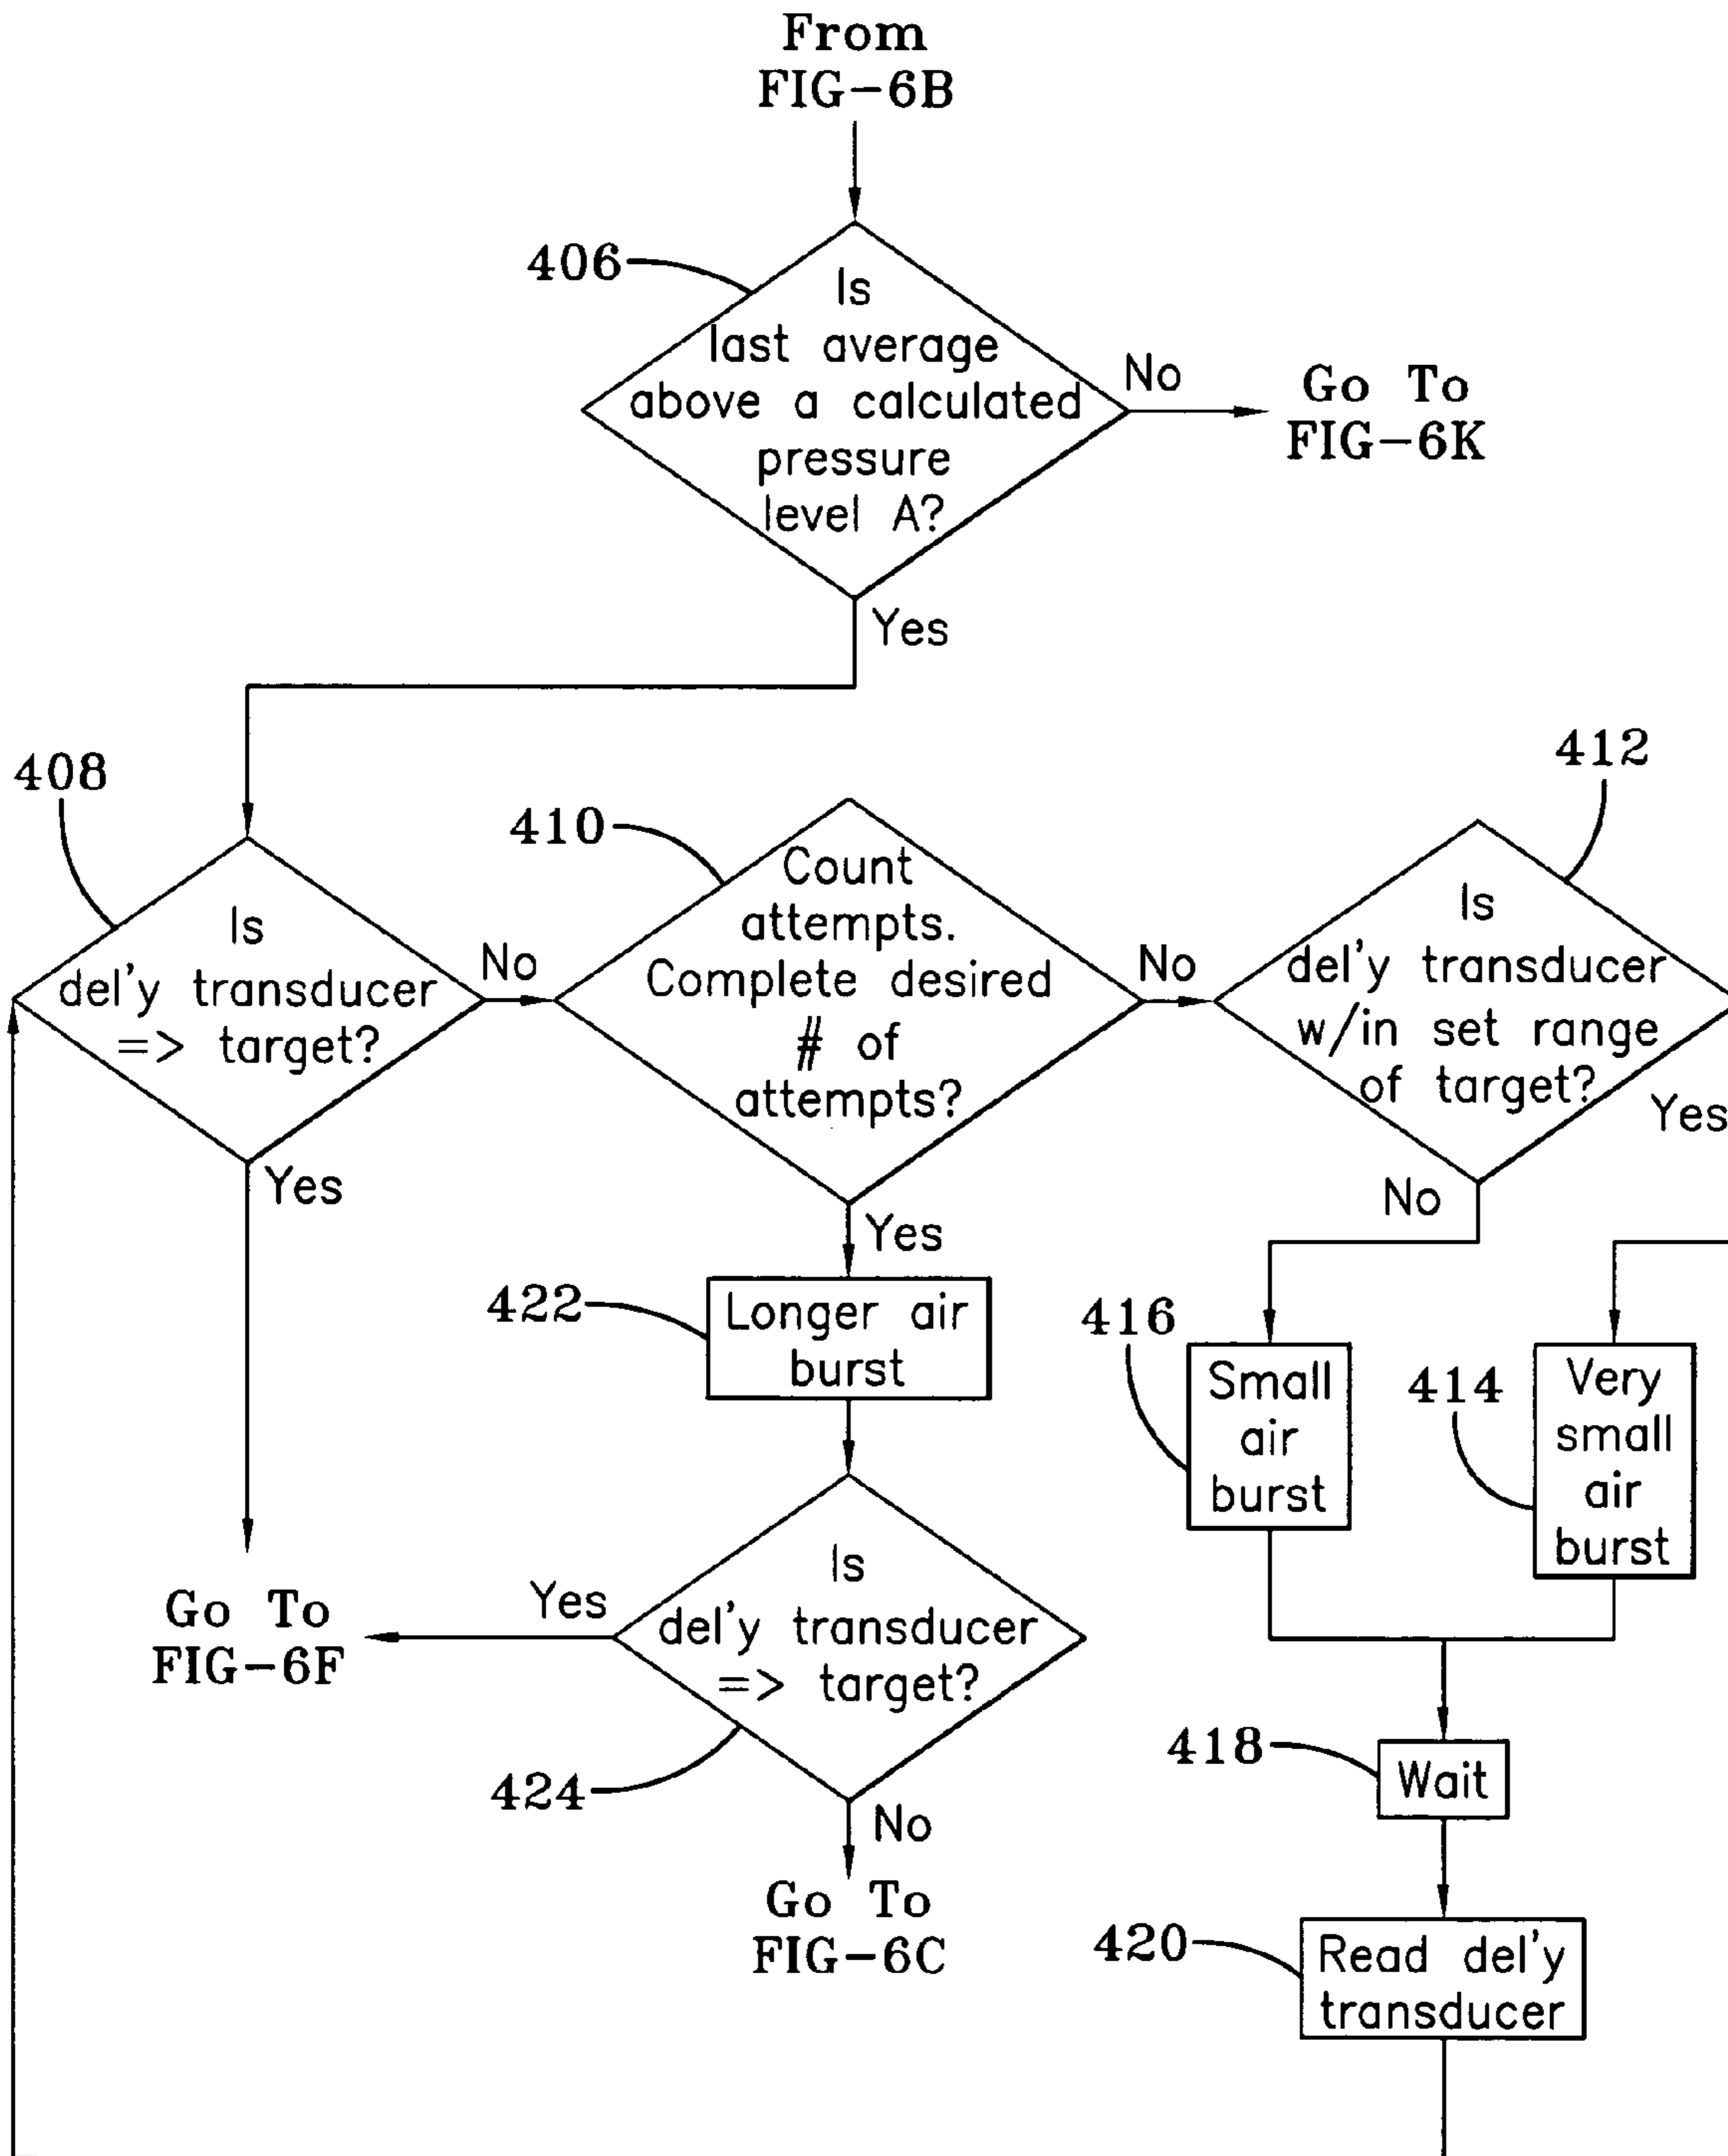 From
FIG-6B
406
Is
last average
above a calculated
pressure
level A?
No
Go To
FIG-6K
Yes
408
Is
del'y transducer
=> target?
No
Yes
410
Count
attempts.
Complete desired
# of
attempts?
No
Yes
412
Is
del'y transducer
w/in set range
of target?
Yes
No
422
Longer air
burst
416
Small
air
burst
414
Very
small
air
burst
Go To
FIG-6F
Yes
Is
del'y transducer
=> target?
424
No
Go To
FIG-6C
418
Wait
420
Read del'y
transducer